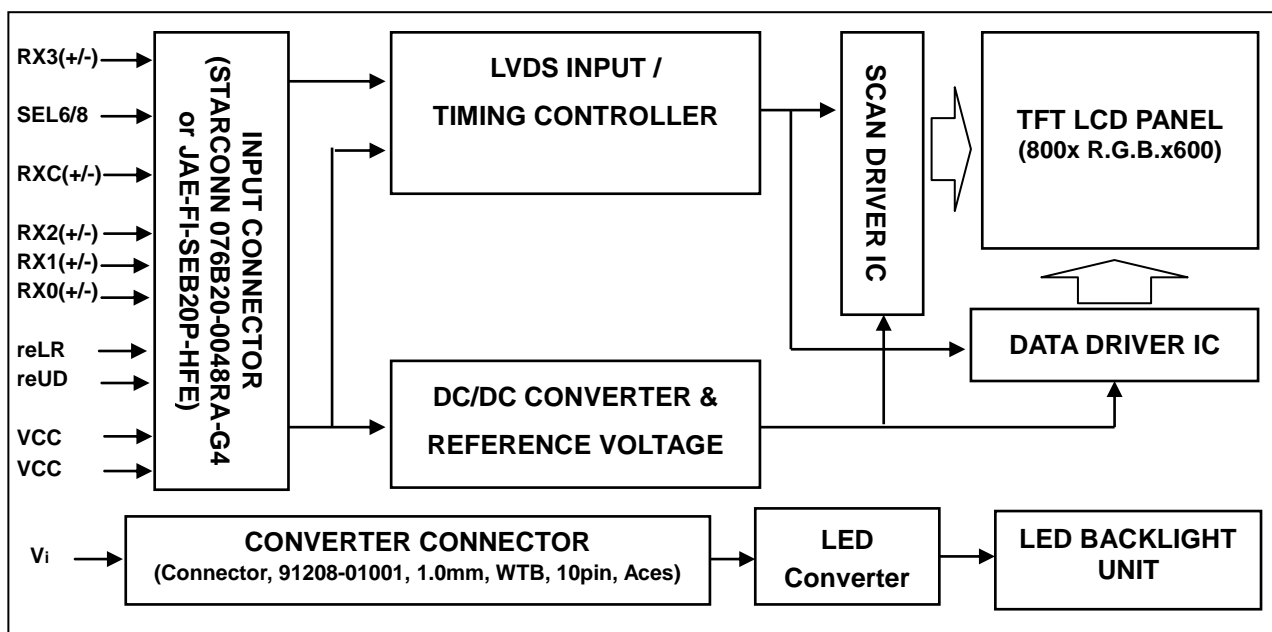 RX3(+/-)
SEL6/8
RXC(+/-)
RX2(+/-)
RX1(+/-)
RX0(+/-)
reLR
reUD
VCC
VCC
INPUT CONNECTOR
(STARCONN 076B20-0048RA-G4
or JAE-FI-SEB20P-HFE)
LVDS INPUT /
TIMING CONTROLLER
SCAN DRIVER IC
TFT LCD PANEL
(800x R.G.B.x600)
DATA DRIVER IC
DC/DC CONVERTER &
REFERENCE VOLTAGE
Vi
CONVERTER CONNECTOR
(Connector, 91208-01001, 1.0mm, WTB, 10pin, Aces)
LED
Converter
LED BACKLIGHT
UNIT